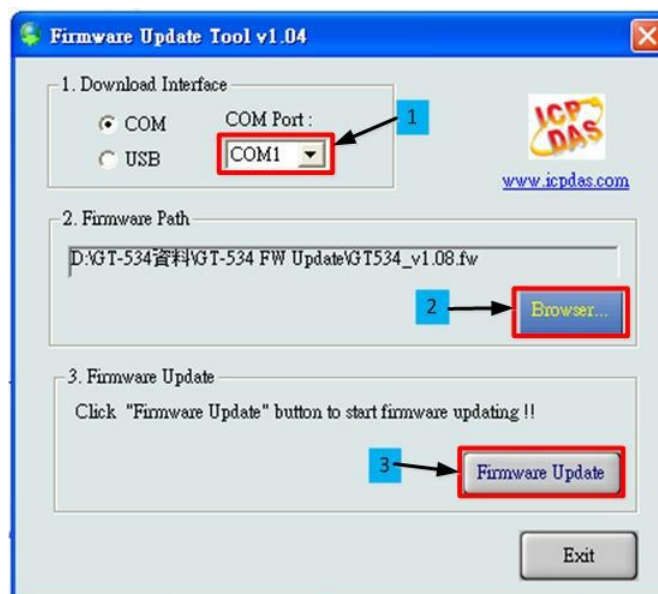 Firmware Update Tool v1.04
1. Download Interface
COM
COM Port :
1
USB
COM1
ICP
DAS
www.icpdas.com
2. Firmware Path
D:\GT-534資料\GT-534 FW Update\GT534_v1.08.fw
2
Browser...
3. Firmware Update
Click "Firmware Update" button to start firmware updating !!
3
Firmware Update
Exit